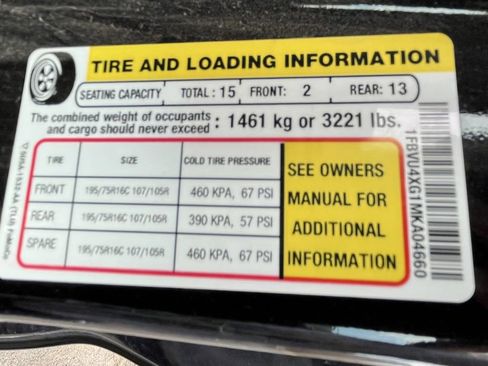 TIRE AND LOADING INFORMATION
SEATING CAPACITY TOTAL : 15 FRONT: 2 REAR: 13
The combined weight of occupants
and cargo should never exceed : 1461 kg or 3221 lbs.
TIRE SIZE COLD TIRE PRESSURE
FRONT 195/75R16C 107/105R 460 KPA, 67 PSI
REAR 195/75R16C 107/105R 390 KPA, 57 PSI
SPARE 195/75R16C 107/105R 460 KPA, 67 PSI
SEE OWNERS
MANUAL FOR
ADDITIONAL
INFORMATION
1FBVU4XG1MKA04660